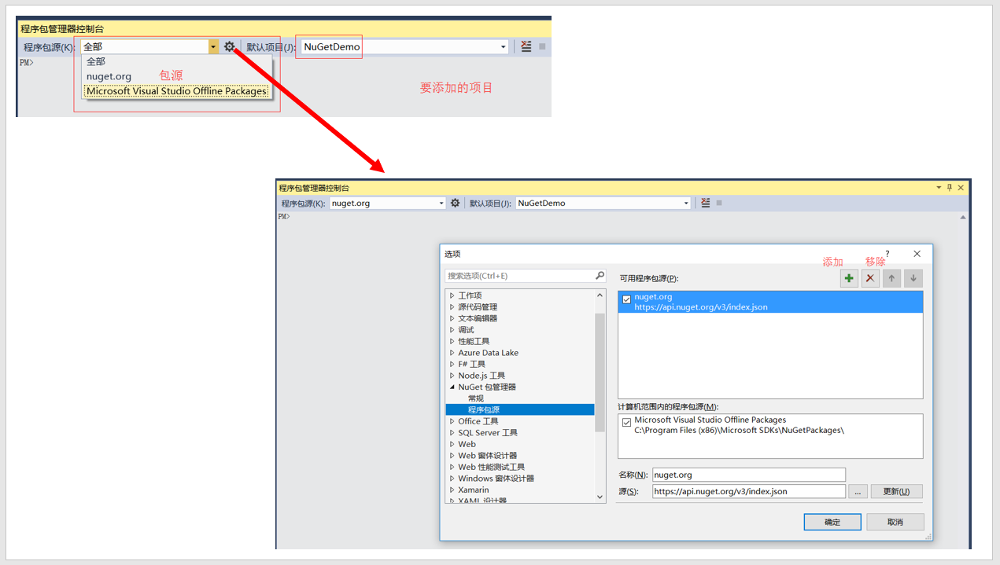 程序包管理器控制台
程序包源(K): 全部 默认项目(J): NuGetDemo
PM>
全部
nuget.org 包源
Microsoft Visual Studio Offline Packages
要添加的项目
程序包管理器控制台
程序包源(K): nuget.org 默认项目(J): NuGetDemo
PM>
选项 ?
添加 移除
搜索选项(Ctrl+E)
可用程序包源(P):
工作项
源代码管理
文本编辑器
调试
性能工具
Azure Data Lake
F# 工具
Node.js 工具
NuGet 包管理器
常规
程序包源
Office 工具
SQL Server 工具
Web
Web 窗体设计器
Web 性能测试工具
Windows 窗体设计器
Xamarin
XAML 设计器
nuget.org
https://api.nuget.org/v3/index.json
计算机范围内的程序包源(M):
Microsoft Visual Studio Offline Packages
C:\Program Files (x86)\Microsoft SDKs\NuGetPackages\
名称(N): nuget.org
源(S): https://api.nuget.org/v3/index.json ... 更新(U)
确定 取消